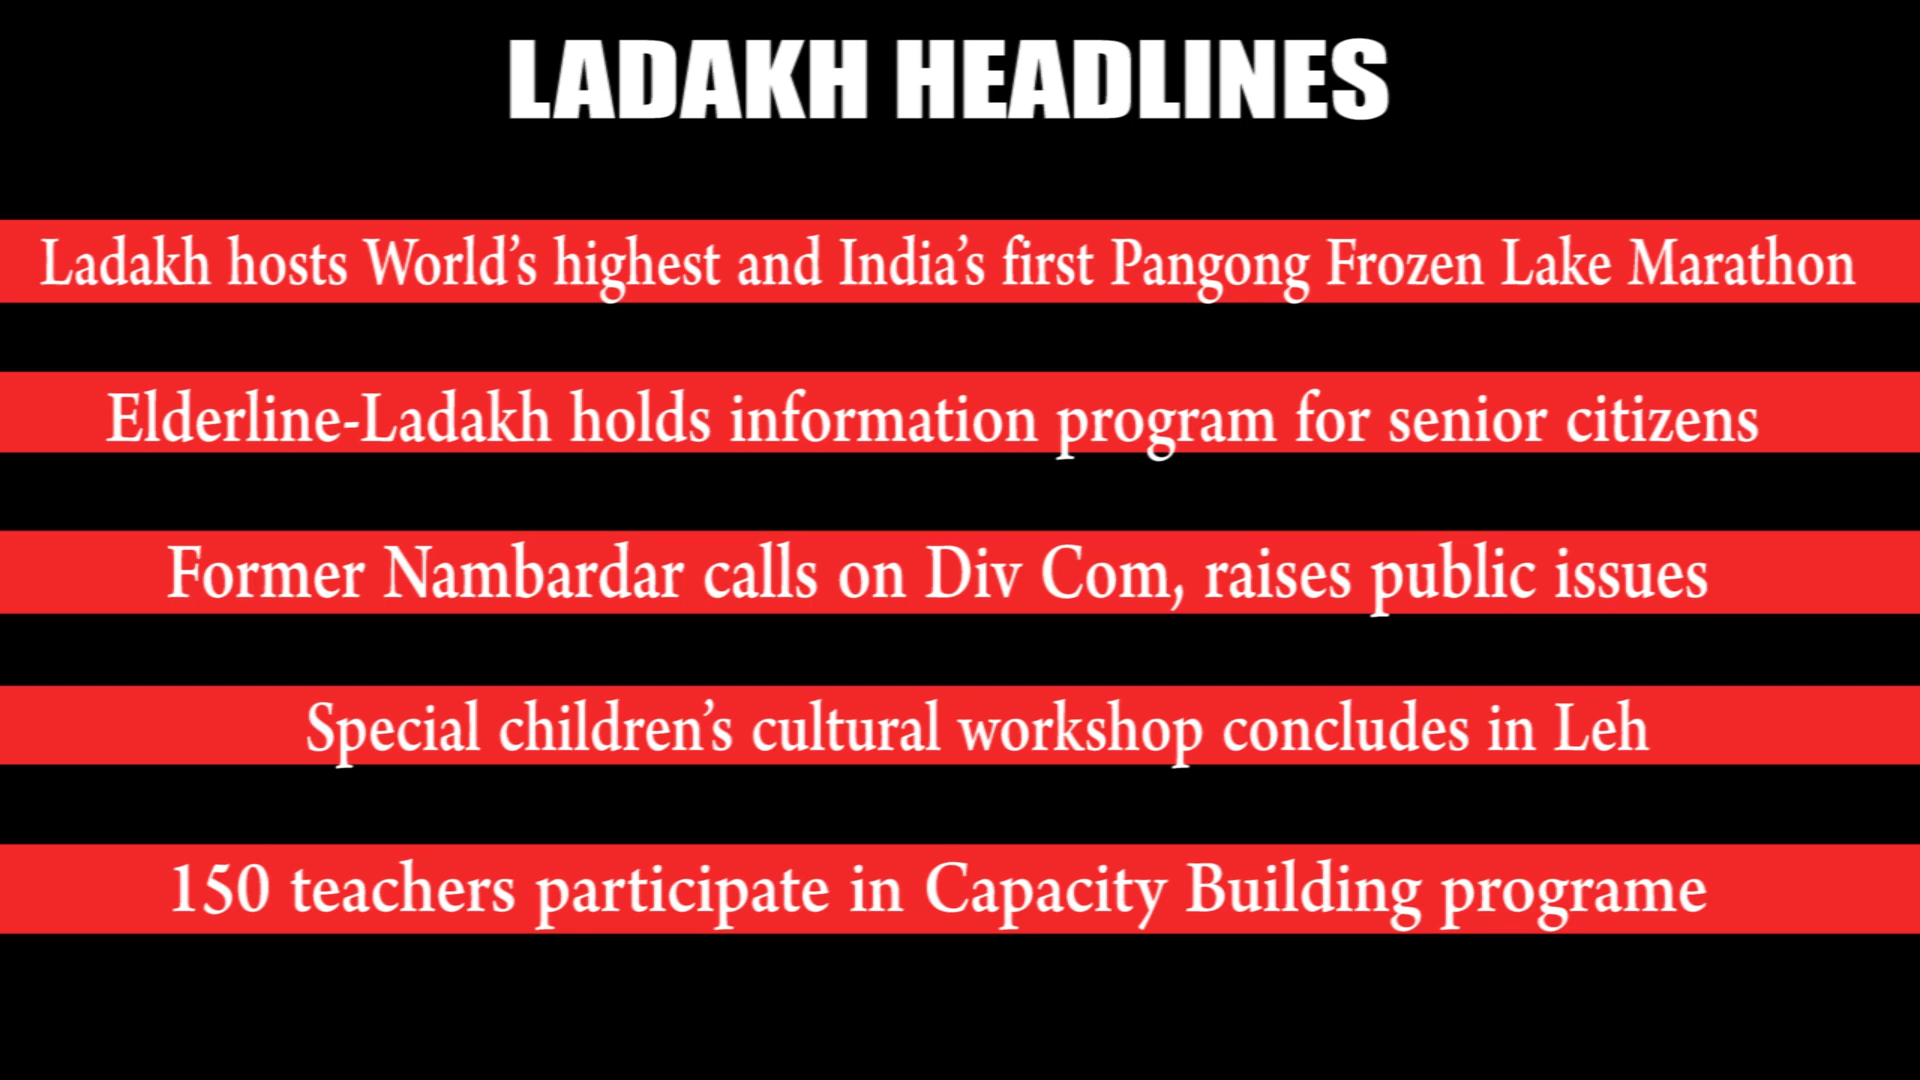 LADAKH HEADLINES
Ladakh hosts World’s highest and India’s first Pangong Frozen Lake Marathon
Elderline-Ladakh holds information program for senior citizens
Former Nambardar calls on Div Com, raises public issues
Special children’s cultural workshop concludes in Leh
150 teachers participate in Capacity Building programe